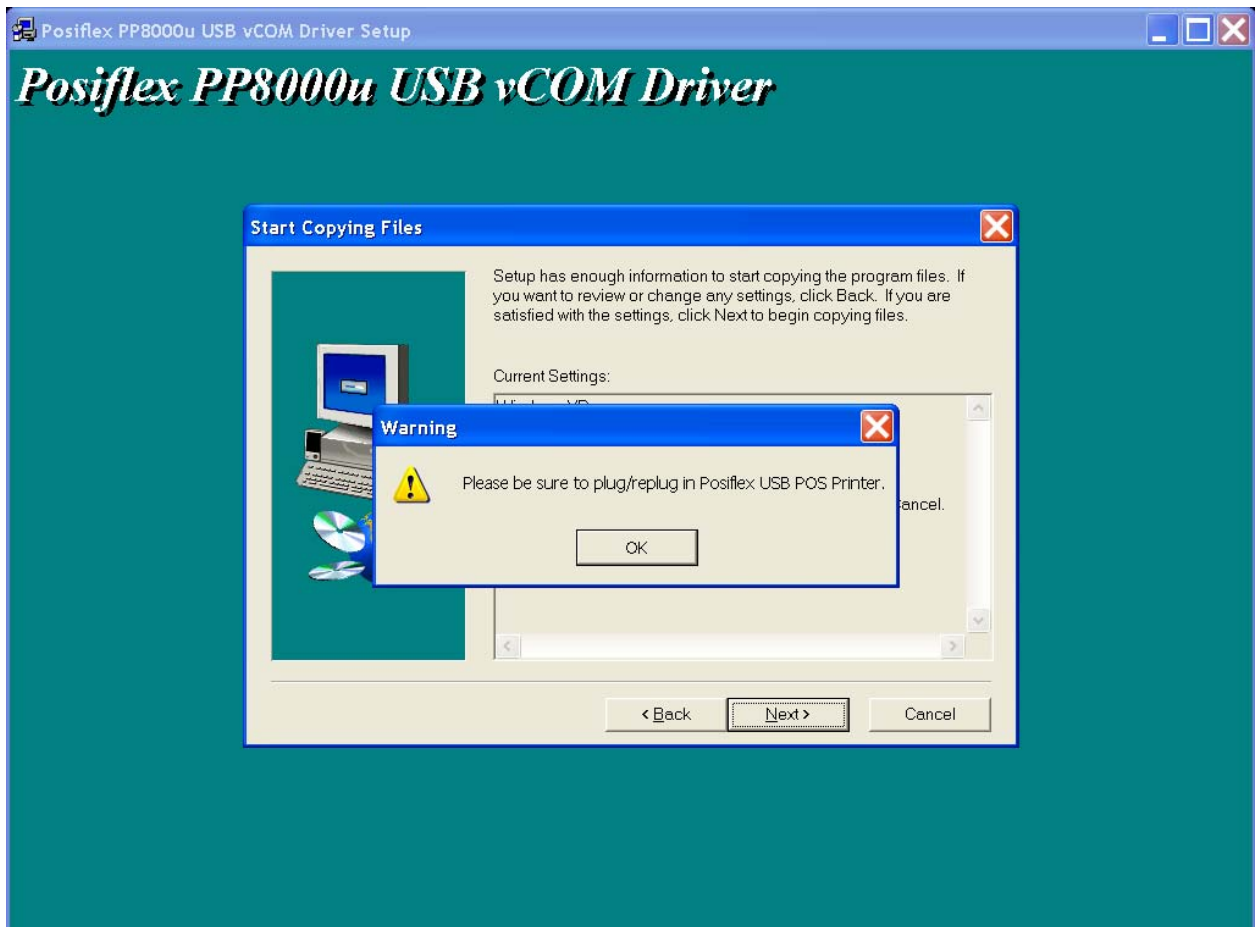 Posiflex PP8000u USB vCOM Driver Setup
Posiflex PP8000u USB vCOM Driver
Start Copying Files
Setup has enough information to start copying the program files. If
you want to review or change any settings, click Back. If you are
satisfied with the settings, click Next to begin copying files.
Current Settings:
Warning
Please be sure to plug/replug in Posiflex USB POS Printer.
Cancel.
OK
< Back
Next >
Cancel